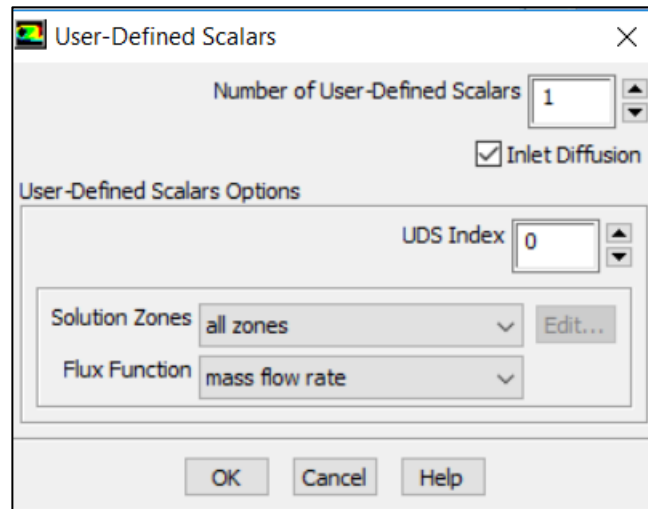 User-Defined Scalars
Number of User-Defined Scalars 1
Inlet Diffusion
User-Defined Scalars Options
UDS Index 0
Solution Zones all zones Edit...
Flux Function mass flow rate
OK Cancel Help